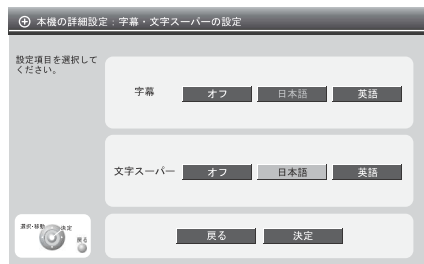 本機の詳細設定：字幕・文字スーパーの設定
設定項目を選択して
ください。
字幕 オフ 日本語 英語
文字スーパー オフ 日本語 英語
選択・移動 決定
戻る
戻る 決定